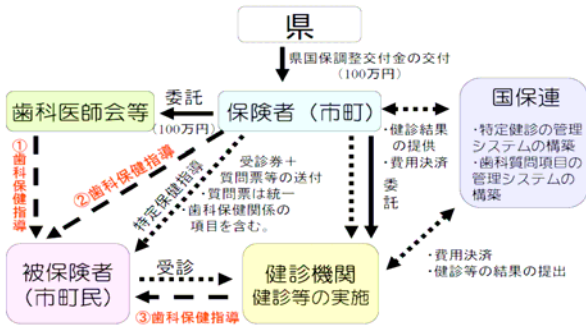 県
県国保調整交付金の交付
(100万円)
歯科医師会等
委託
(100万円)
保険者（市町）
国保連
・特定健診の管理
システムの構築
・歯科質問項目の
管理システムの
構築
・健診結果
の提供
・費用決済
①歯科保健指導
②歯科保健指導
特定保健指導
受診券＋
質問票等の送付
・質問票は統一
・歯科保健関係の
項目を含む。
委託
被保険者
(市町民)
受診
③歯科保健指導
健診機関
健診等の実施
・費用決済
・健診等の結果の提出